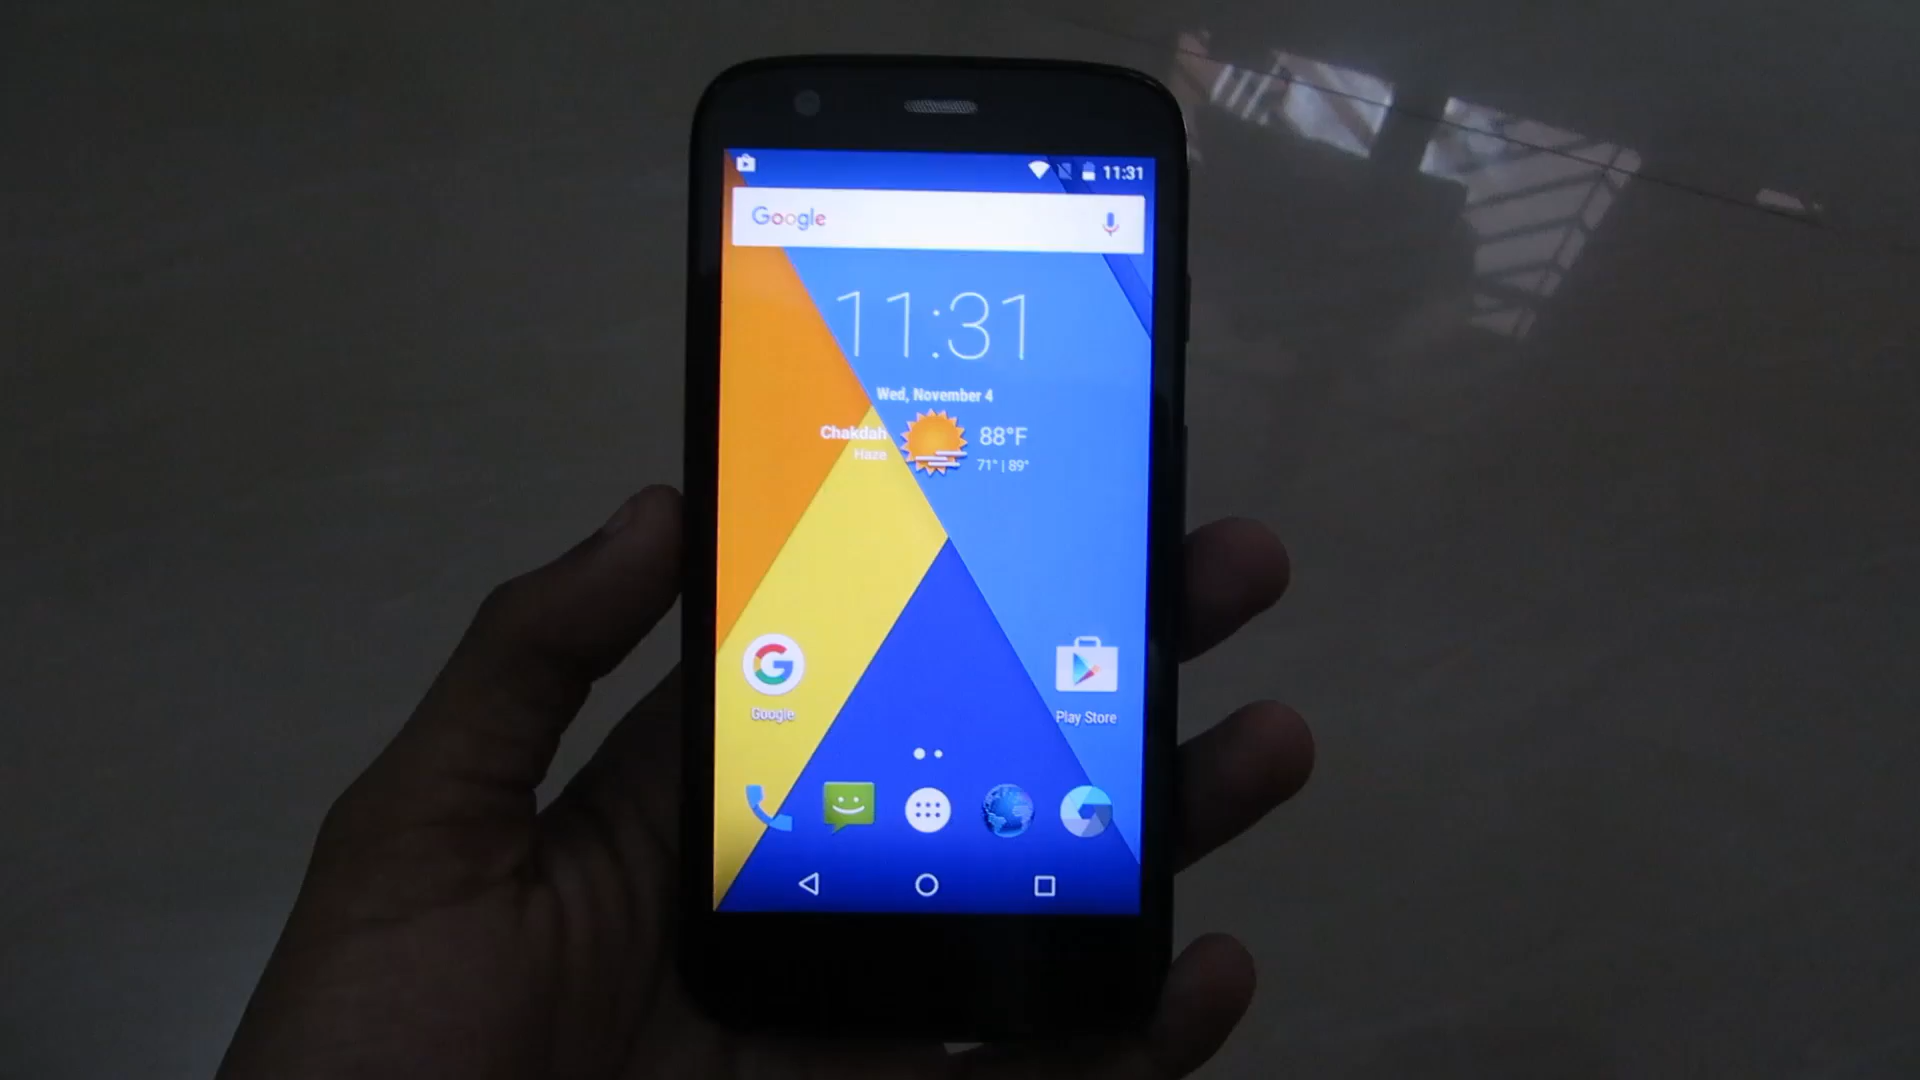 11:31
Google
11:31
Wed, November 4
Chakdah
88°F
Haze
71° | 89°
Google
Play Store